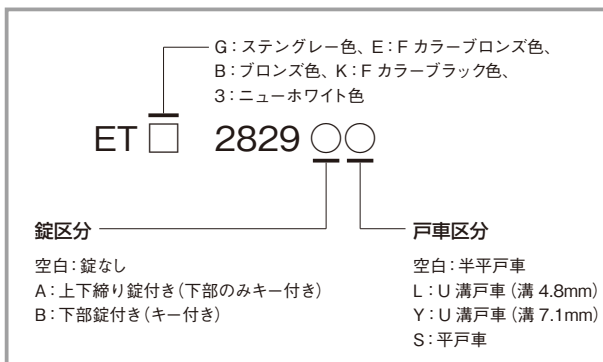 G：ステングレー色、E：F カラーブロンズ色、
B：ブロンズ色、K：F カラーブラック色、
3：ニューホワイト色
ET □ 2829 ○○
錠区分
空白：錠なし
A：上下締り錠付き（下部のみキー付き）
B：下部錠付き（キー付き）
戸車区分
空白：半平戸車
L：U 溝戸車（溝 4.8mm）
Y：U 溝戸車（溝 7.1mm）
S：平戸車